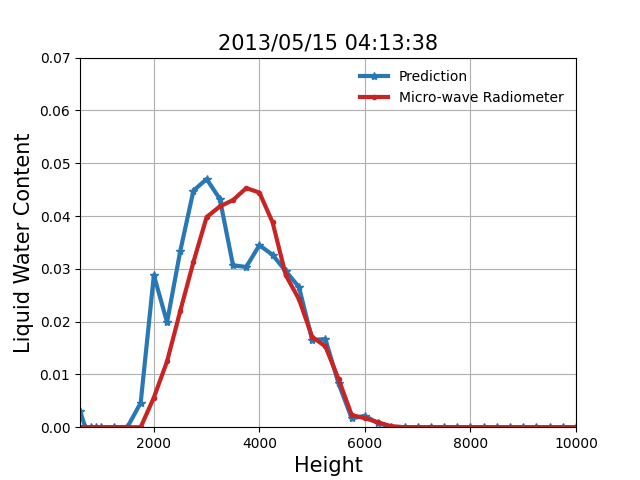 2013/05/15 04:13:38
0.07
0.06
0.05
0.04
0.03
0.02
0.01
0.00
Liquid Water Content
Prediction
Micro-wave Radiometer
2000 4000 6000 8000 10000
Height